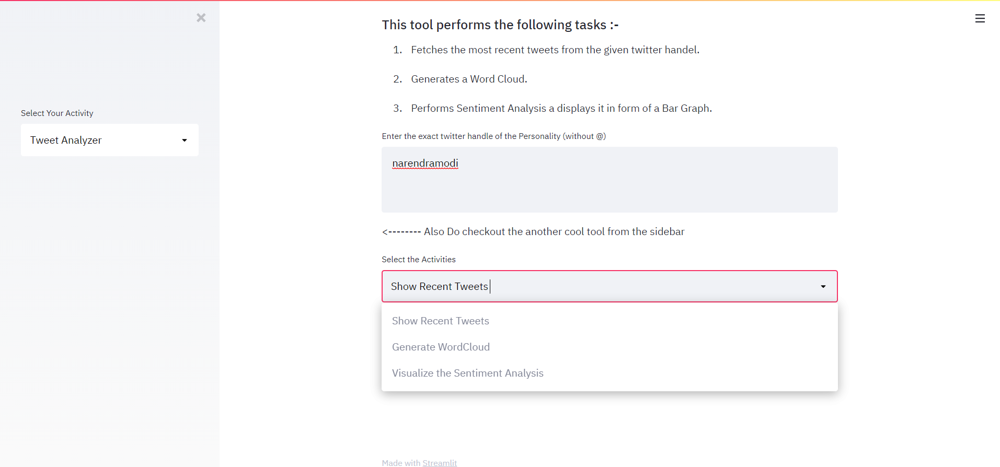 Select Your Activity
Tweet Analyzer
This tool performs the following tasks :-
1. Fetches the most recent tweets from the given twitter handel.
2. Generates a Word Cloud.
3. Performs Sentiment Analysis a displays it in form of a Bar Graph.
Enter the exact twitter handle of the Personality (without @)
narendramodi
<-------- Also Do checkout the another cool tool from the sidebar
Select the Activities
Show Recent Tweets
Show Recent Tweets
Generate WordCloud
Visualize the Sentiment Analysis
Made with Streamlit